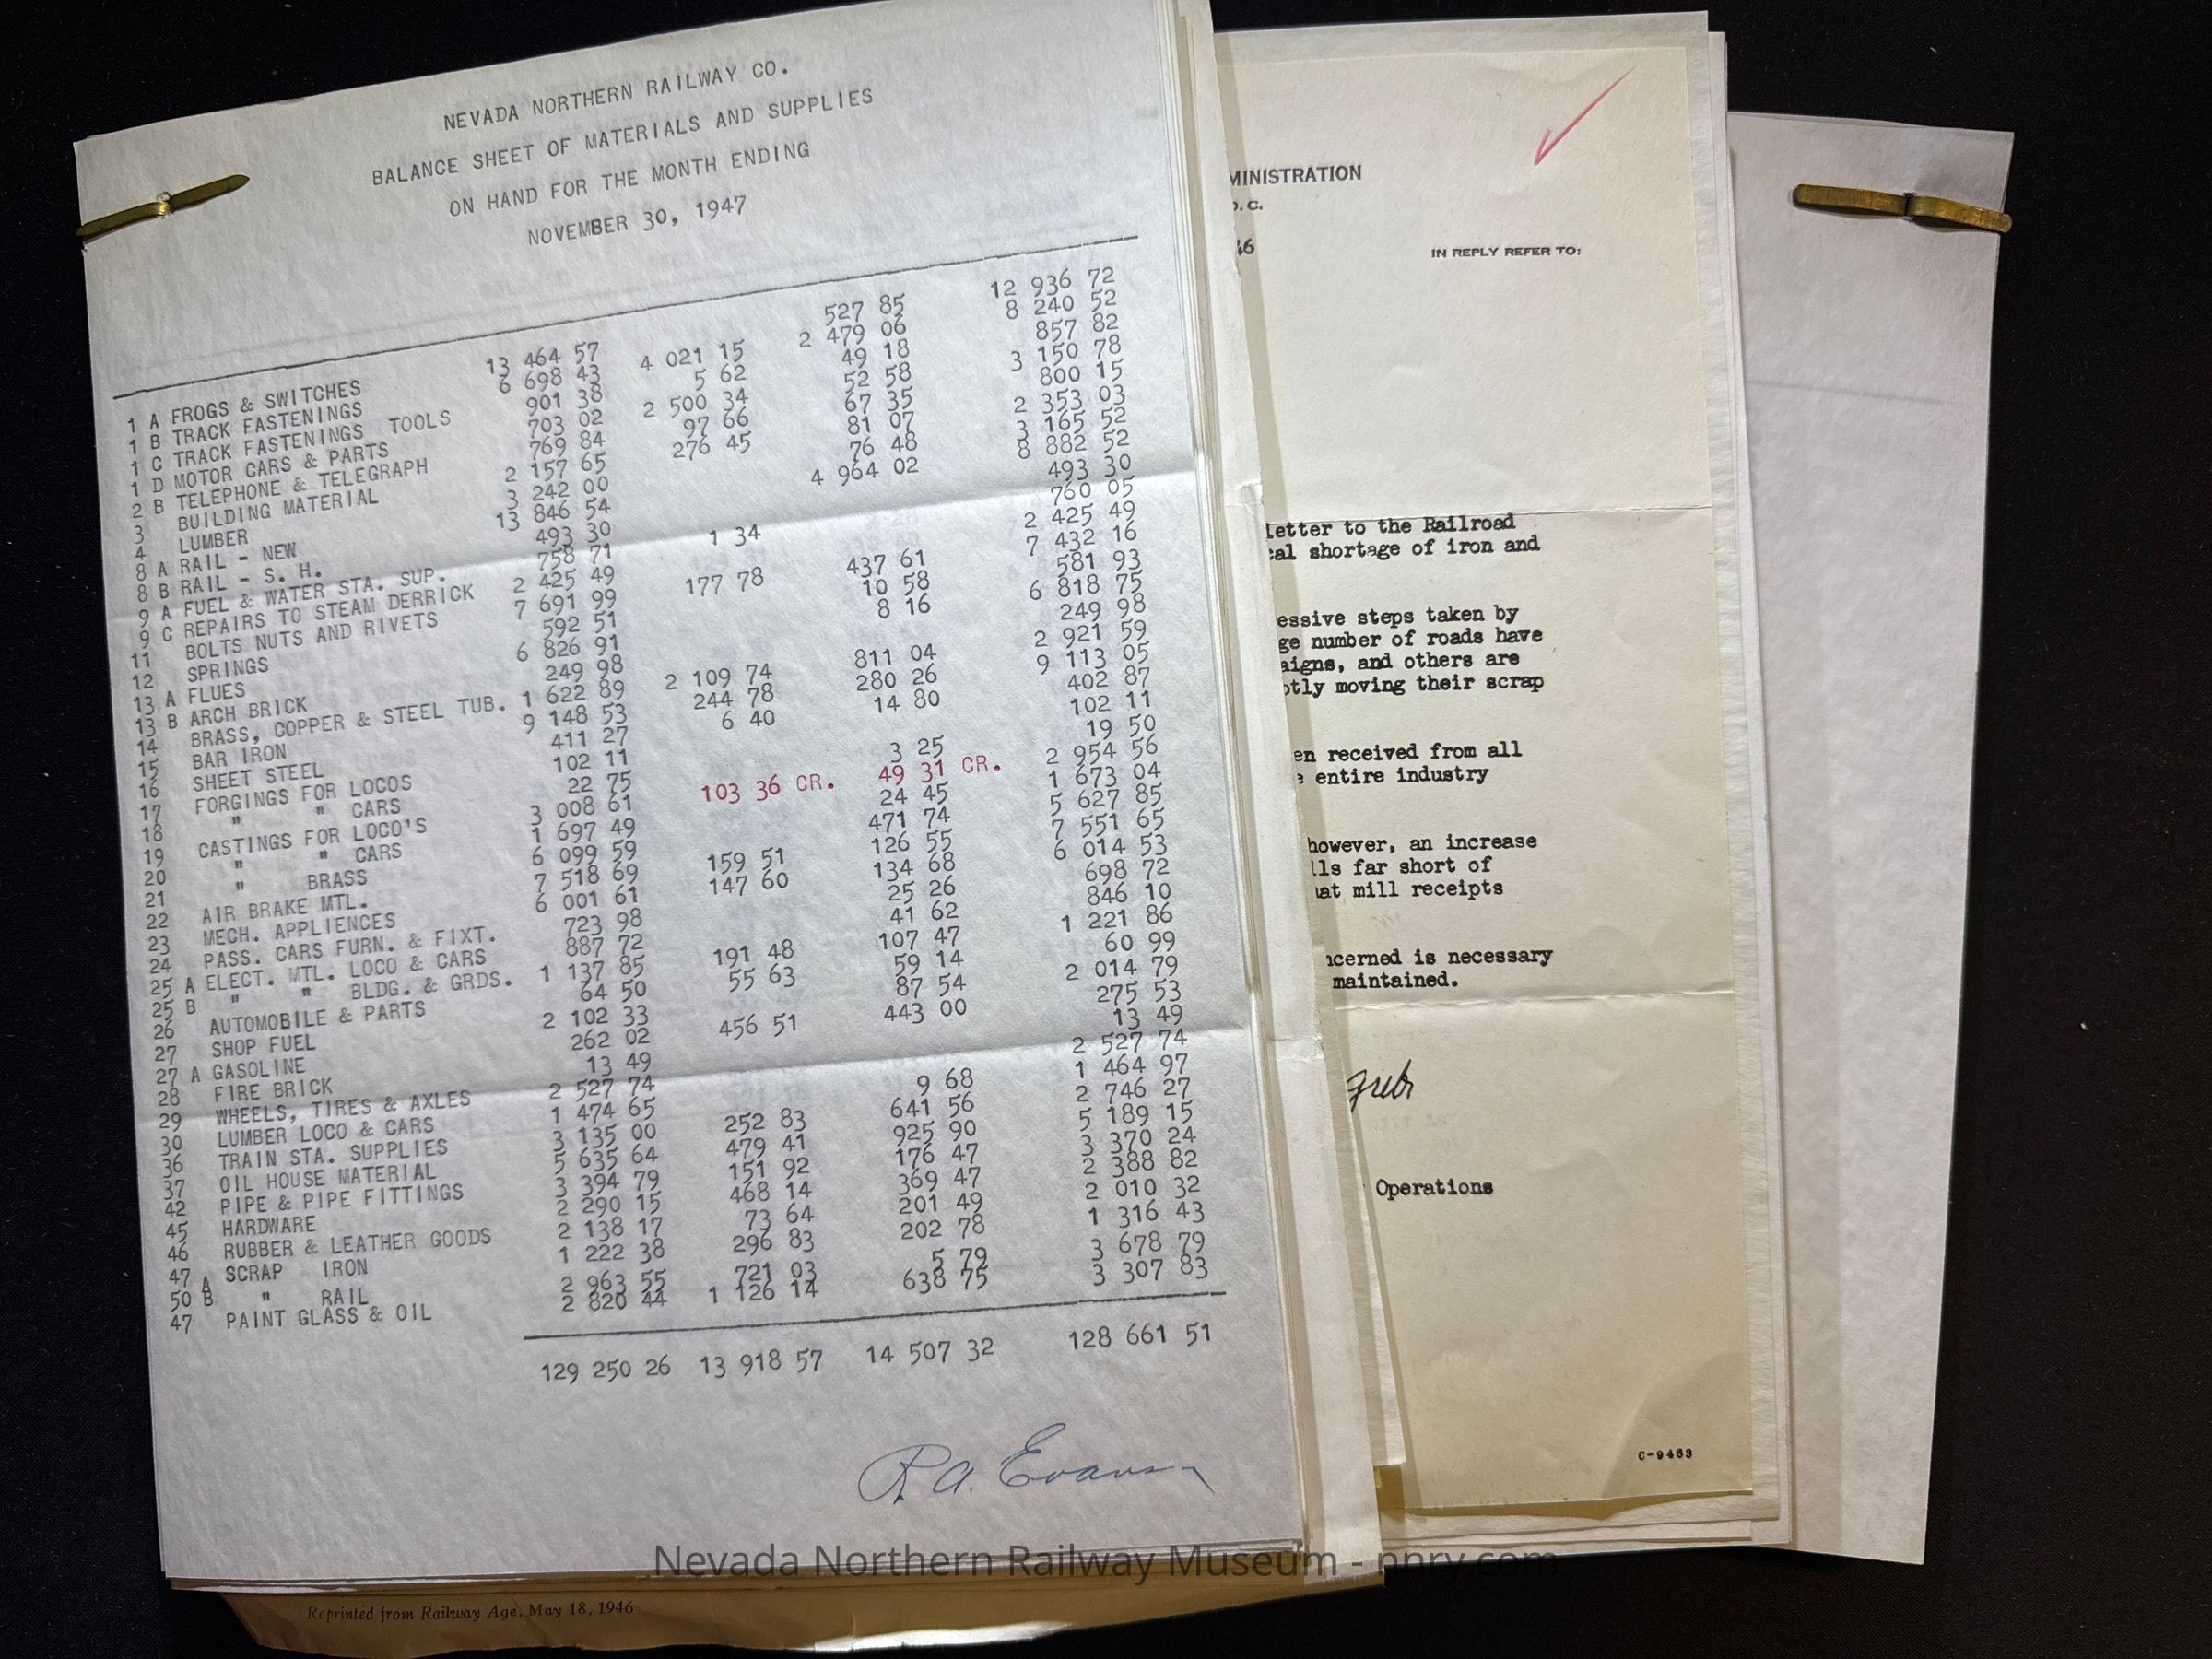 NEVADA NORTHERN RAILWAY CO.
BALANCE SHEET OF MATERIALS AND SUPPLIES
ON HAND FOR THE MONTH ENDING
NOVEMBER 30, 1947
1 A FROGS & SWITCHES 13 464 57 527 85 12 936 72
1 B TRACK FASTENINGS 6 698 43 4 021 15 2 479 06 8 240 52
1 C TRACK FASTENINGS TOOLS 901 38 5 62 49 18 857 82
1 D MOTOR CARS & PARTS 703 02 2 500 34 52 58 3 150 78
2 B TELEPHONE & TELEGRAPH 769 84 97 66 67 35 800 15
3 BUILDING MATERIAL 2 157 65 276 45 81 07 2 353 03
4 LUMBER 3 242 00 76 48 3 165 52
8 A RAIL - NEW 13 846 54 4 964 02 8 882 52
8 B RAIL - S. H. 493 30 493 30
9 A FUEL & WATER STA. SUP. 758 71 1 34 760 05
9 C REPAIRS TO STEAM DERRICK 2 425 49 2 425 49
11 BOLTS NUTS AND RIVETS 7 691 99 177 78 437 61 7 432 16
12 SPRINGS 592 51 10 58 581 93
13 A FLUES 6 826 91 8 16 6 818 75
13 B ARCH BRICK 249 98 249 98
14 BRASS, COPPER & STEEL TUB. 1 622 89 2 109 74 811 04 2 921 59
15 BAR IRON 9 148 53 244 78 280 26 9 113 05
16 SHEET STEEL 411 27 6 40 14 80 402 87
17 FORGINGS FOR LOCOS 102 11 102 11
18 " " CARS 22 75 3 25 19 50
19 CASTINGS FOR LOCO'S 3 008 61 103 36 CR. 49 31 CR. 2 954 56
20 " " CARS 1 697 49 24 45 1 673 04
21 " BRASS 6 099 59 471 74 5 627 85
22 AIR BRAKE MTL. 7 518 69 159 51 126 55 7 551 65
23 MECH. APPLIENCES 6 001 61 147 60 134 68 6 014 53
24 PASS. CARS FURN. & FIXT. 723 98 25 26 698 72
25 A ELECT. MTL. LOCO & CARS 887 72 41 62 846 10
25 B " " BLDG. & GRDS. 1 137 85 191 48 107 47 1 221 86
26 AUTOMOBILE & PARTS 64 50 55 63 59 14 60 99
27 SHOP FUEL 2 102 33 87 54 2 014 79
27 A GASOLINE 262 02 456 51 443 00 275 53
28 FIRE BRICK 13 49 13 49
29 WHEELS, TIRES & AXLES 2 527 74 2 527 74
30 LUMBER LOCO & CARS 1 474 65 9 68 1 464 97
36 TRAIN STA. SUPPLIES 3 135 00 252 83 641 56 2 746 27
37 OIL HOUSE MATERIAL 5 635 64 479 41 925 90 5 189 15
42 PIPE & PIPE FITTINGS 3 394 79 151 92 176 47 3 370 24
45 HARDWARE 2 290 15 468 14 369 47 2 388 82
46 RUBBER & LEATHER GOODS 2 138 17 73 64 201 49 2 010 32
47 A SCRAP IRON 1 222 38 296 83 202 78 1 316 43
50 B " RAIL 2 963 55 721 03 5 79 3 678 79
47 PAINT GLASS & OIL 2 820 44 1 126 14 638 75 3 307 83
129 250 26 13 918 57 14 507 32 128 661 51
R. A. Evans
Reprinted from Railway Age, May 18, 1946
MINISTRATION
D. C.
46
IN REPLY REFER TO:
letter to the Railroad
cal shortage of iron and
essive steps taken by
ge number of roads have
aigns, and others are
ptly moving their scrap
en received from all
e entire industry
however, an increase
lls far short of
hat mill receipts
ncerned is necessary
maintained.
Operations
C-9463
Nevada Northern Railway Museum - nnry.com